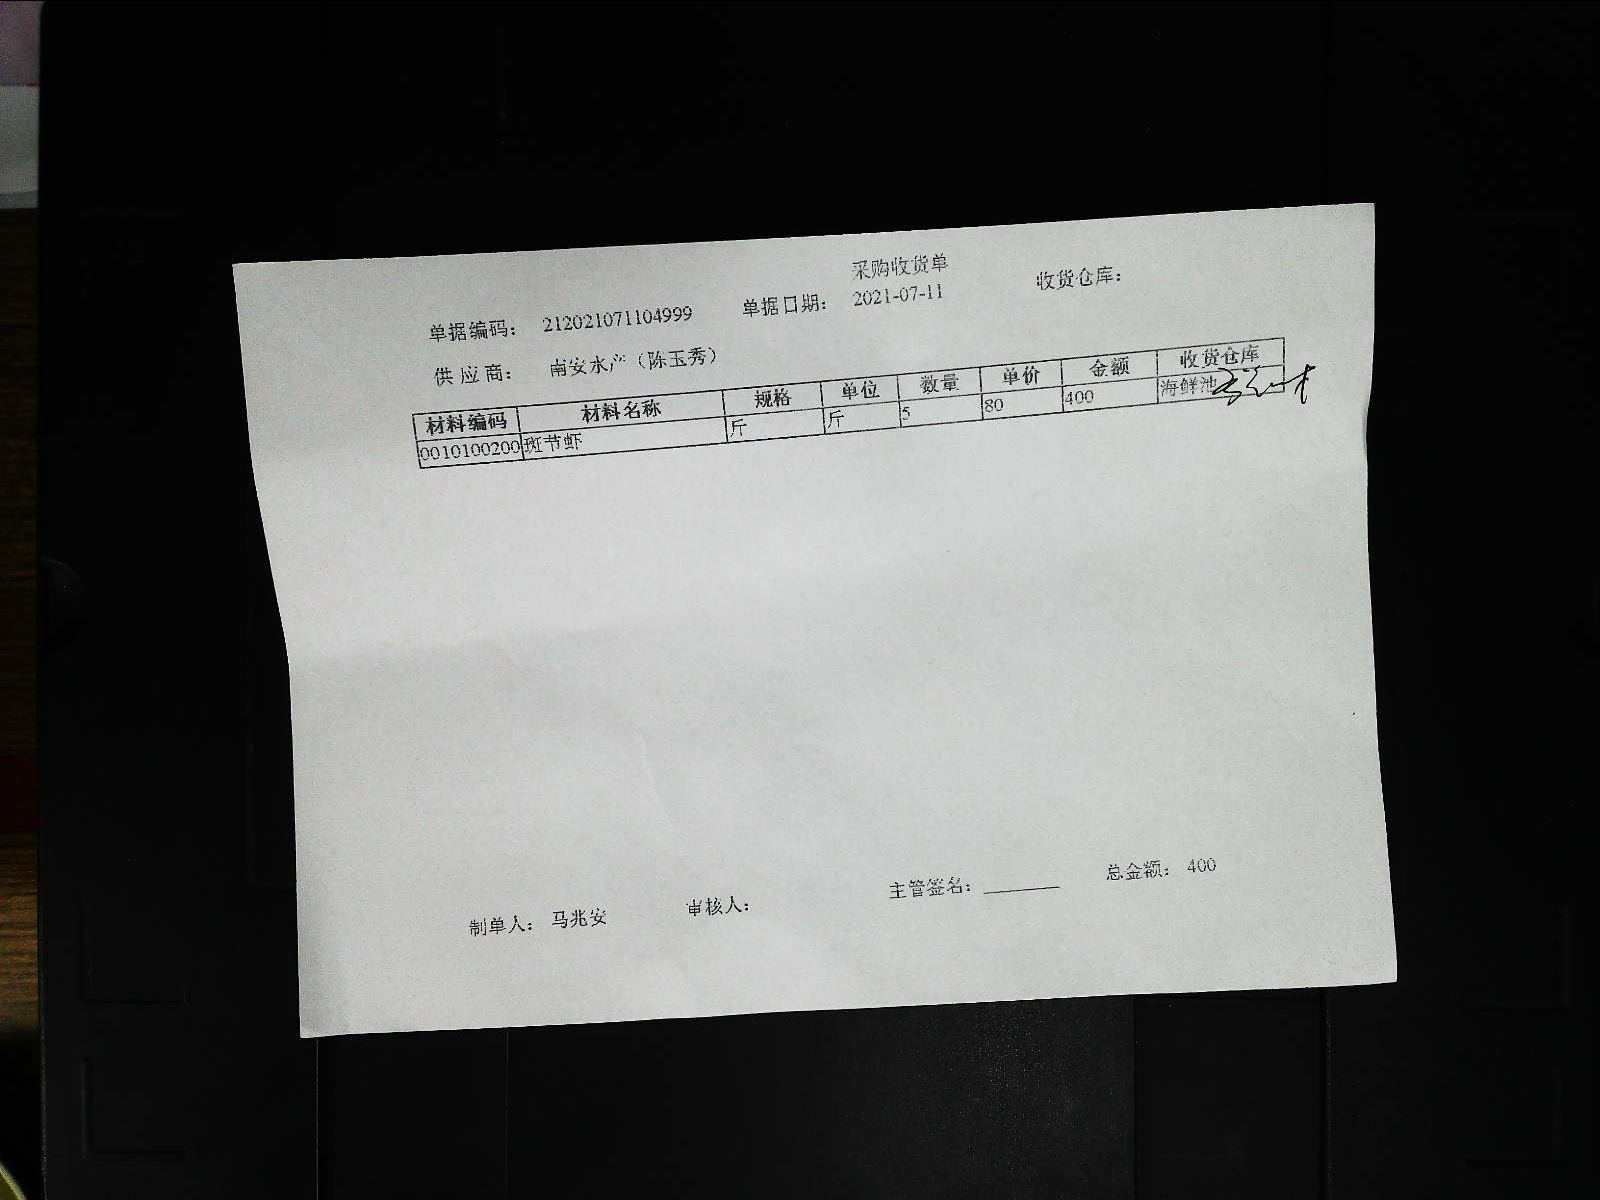 采购收货单
单据编码： 212021071104999 单据日期： 2021-07-11 收货仓库：
供 应 商： 南安水产（陈玉秀）
材料编码 材料名称 规格 单位 数量 单价 金额 收货仓库
0010100200 斑节虾 斤 斤 5 80 400 海鲜池
制单人： 马兆安 审核人： 主管签名： 总金额： 400